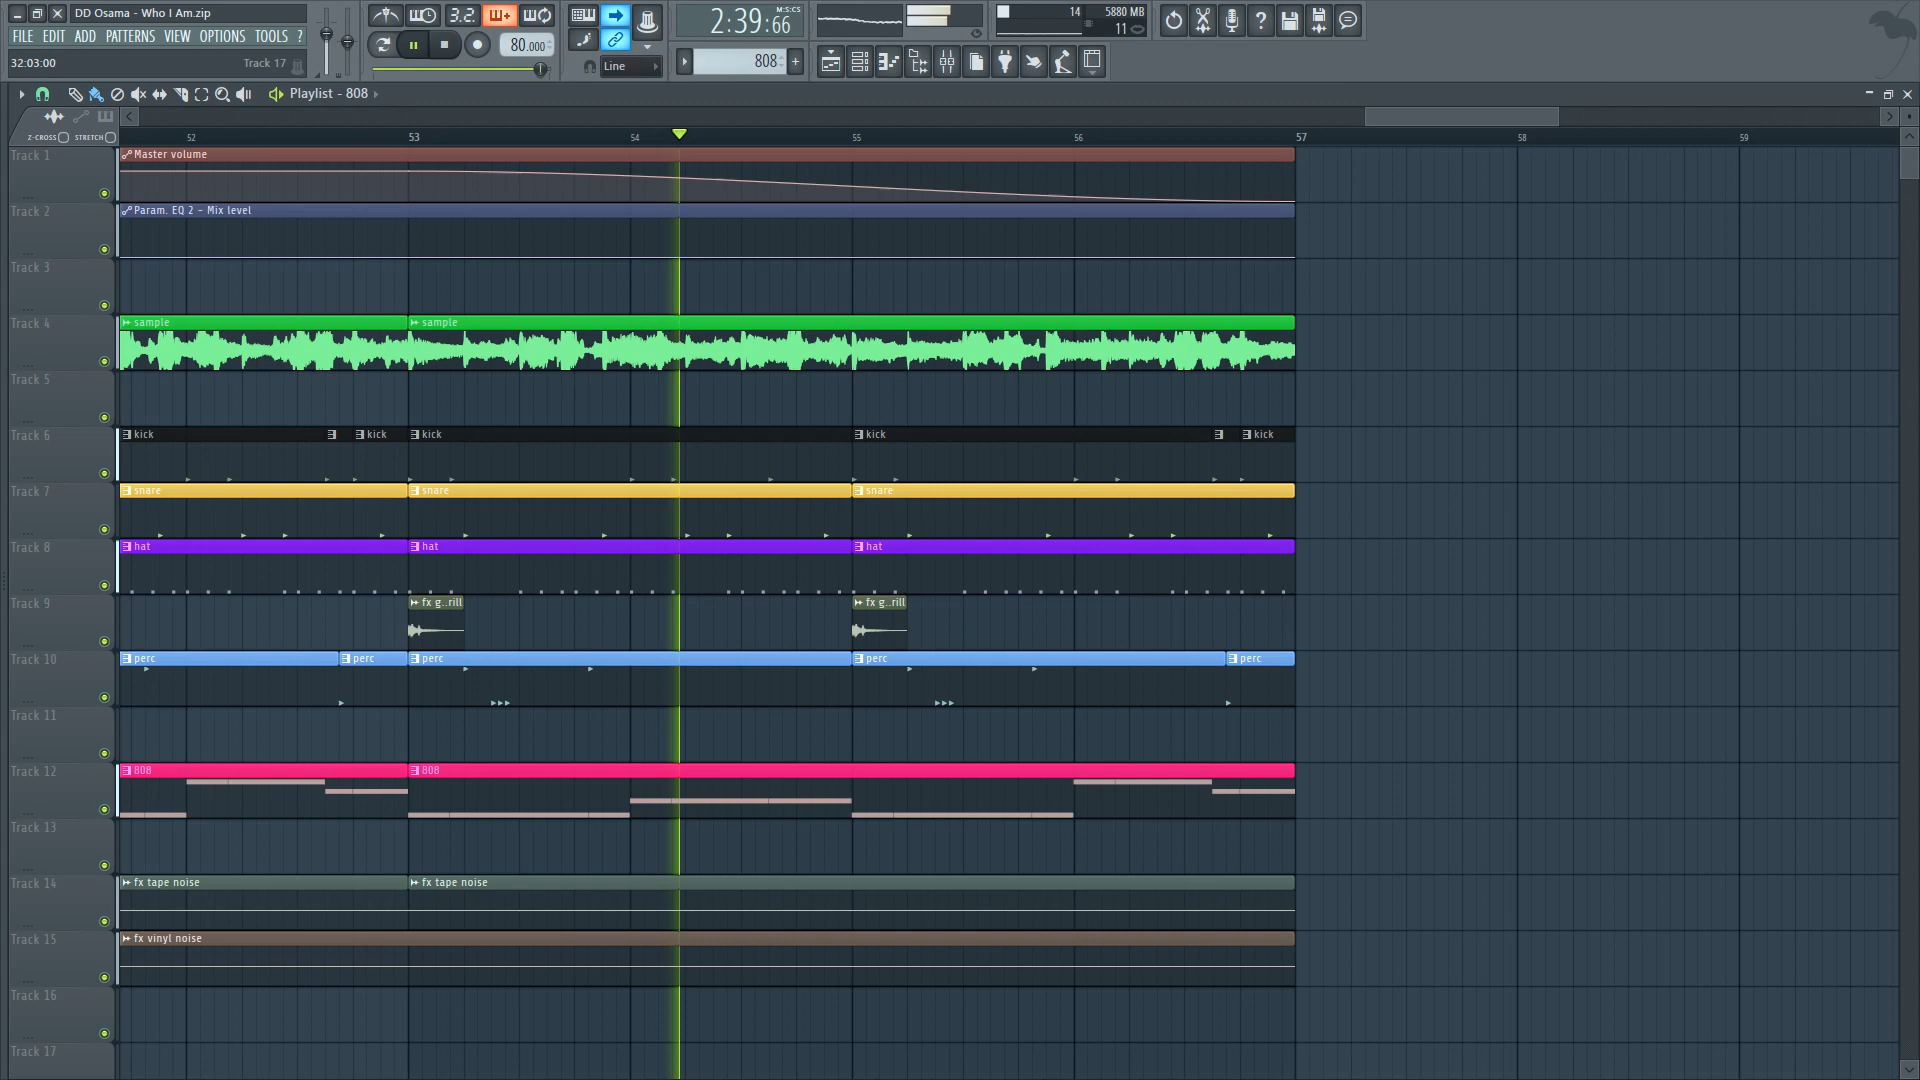 DD Osama - Who I Am.zip
FILE EDIT ADD PATTERNS VIEW OPTIONS TOOLS ?
32:03:00 Track 17
3.2.
80.000
Line
2:39:66 M:S:CS
808
14 5880 MB
11
Playlist - 808
Z-CROSS STRETCH
52 53 54 55 56 57 58 59
Track 1 Master volume
Track 2 Param. EQ 2 - Mix level
Track 3
Track 4 sample sample
Track 5
Track 6 kick kick kick kick kick
Track 7 snare snare snare
Track 8 hat hat hat
Track 9 fx g..rill fx g..rill
Track 10 perc perc perc perc perc
Track 11
Track 12 808 808
Track 13
Track 14 fx tape noise fx tape noise
Track 15 fx vinyl noise
Track 16
Track 17